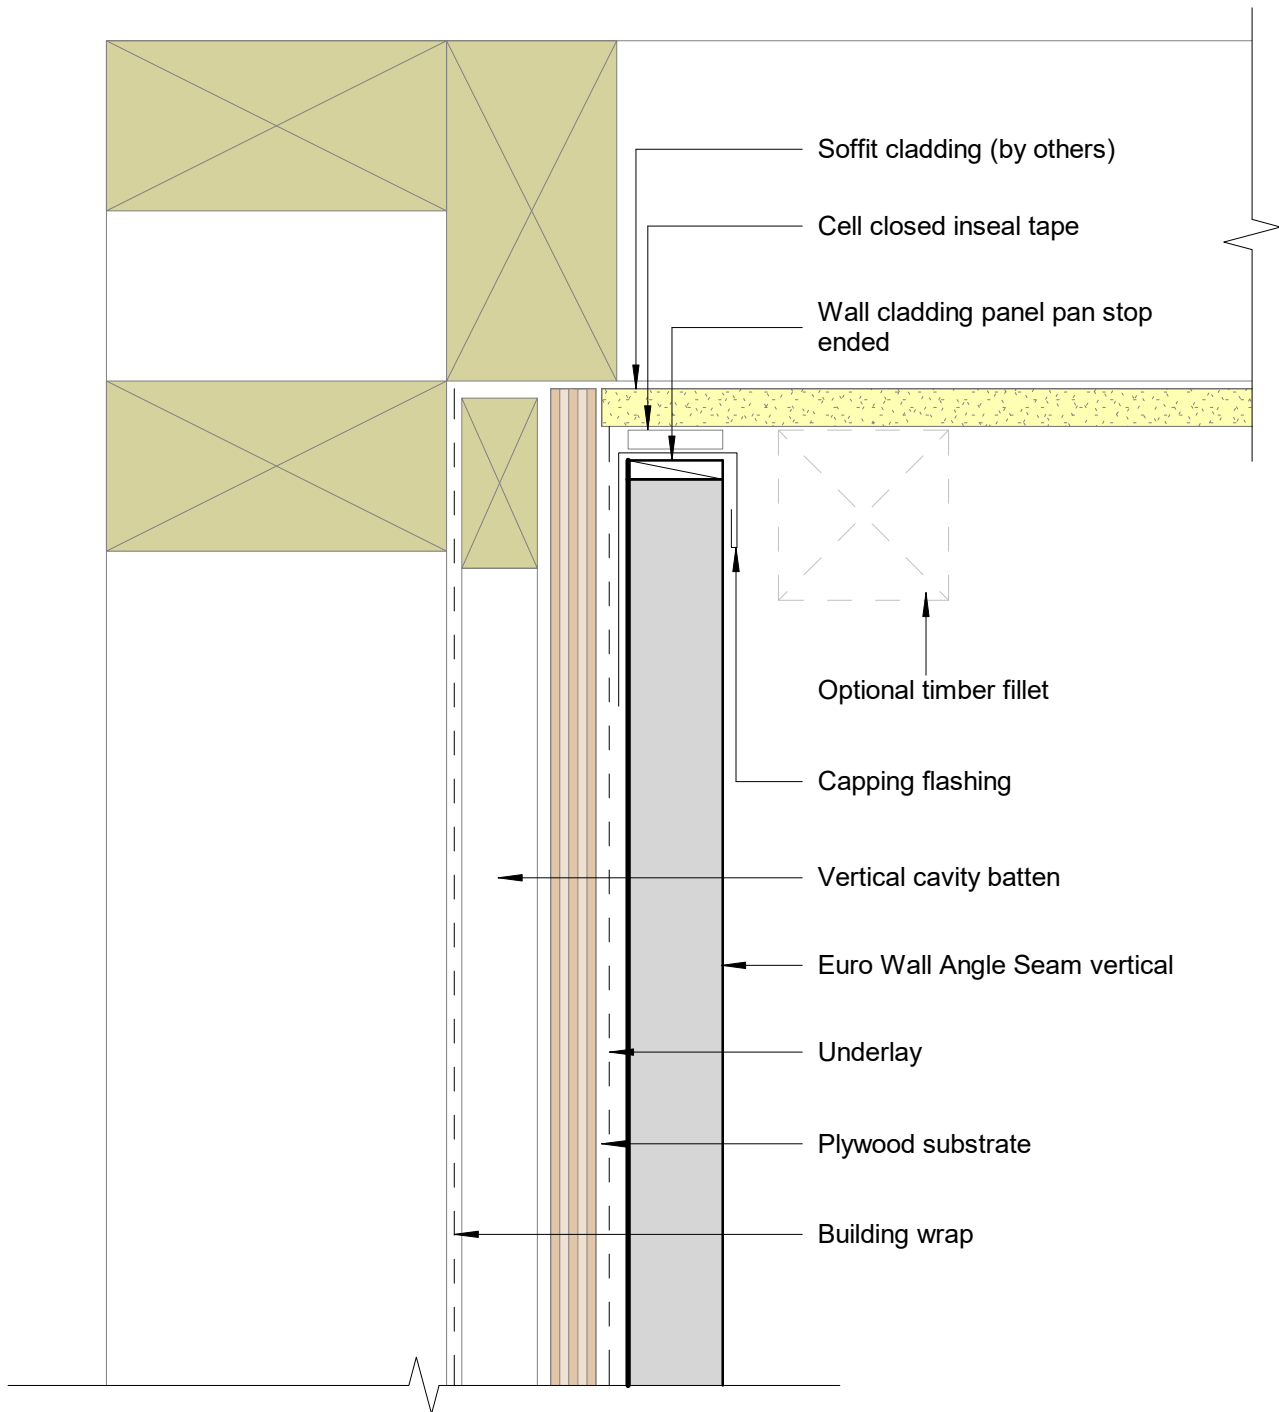 Soffit cladding (by others)
Cell closed inseal tape
Wall cladding panel pan stop
ended
Optional timber fillet
Capping flashing
Vertical cavity batten
Euro Wall Angle Seam vertical
Underlay
Plywood substrate
Building wrap